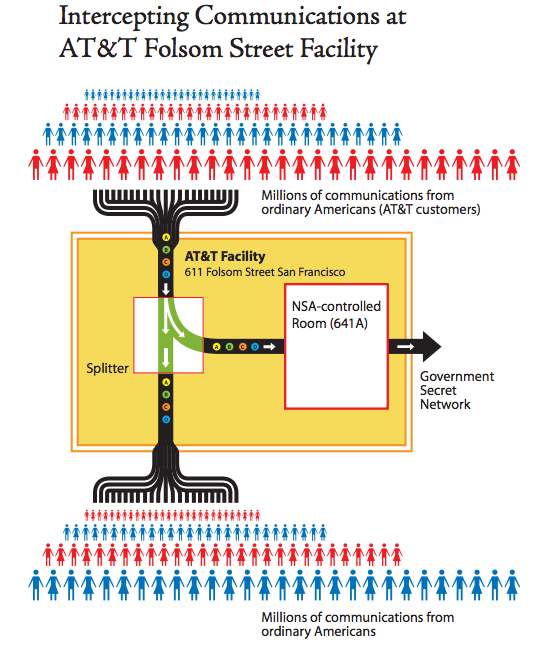 Intercepting Communications at
AT&T Folsom Street Facility
Millions of communications from
ordinary Americans (AT&T customers)
A
B
C
D
AT&T Facility
611 Folsom Street San Francisco
NSA-controlled
Room (641A)
A B C D
Splitter
Government
Secret
Network
A
B
C
D
Millions of communications from
ordinary Americans